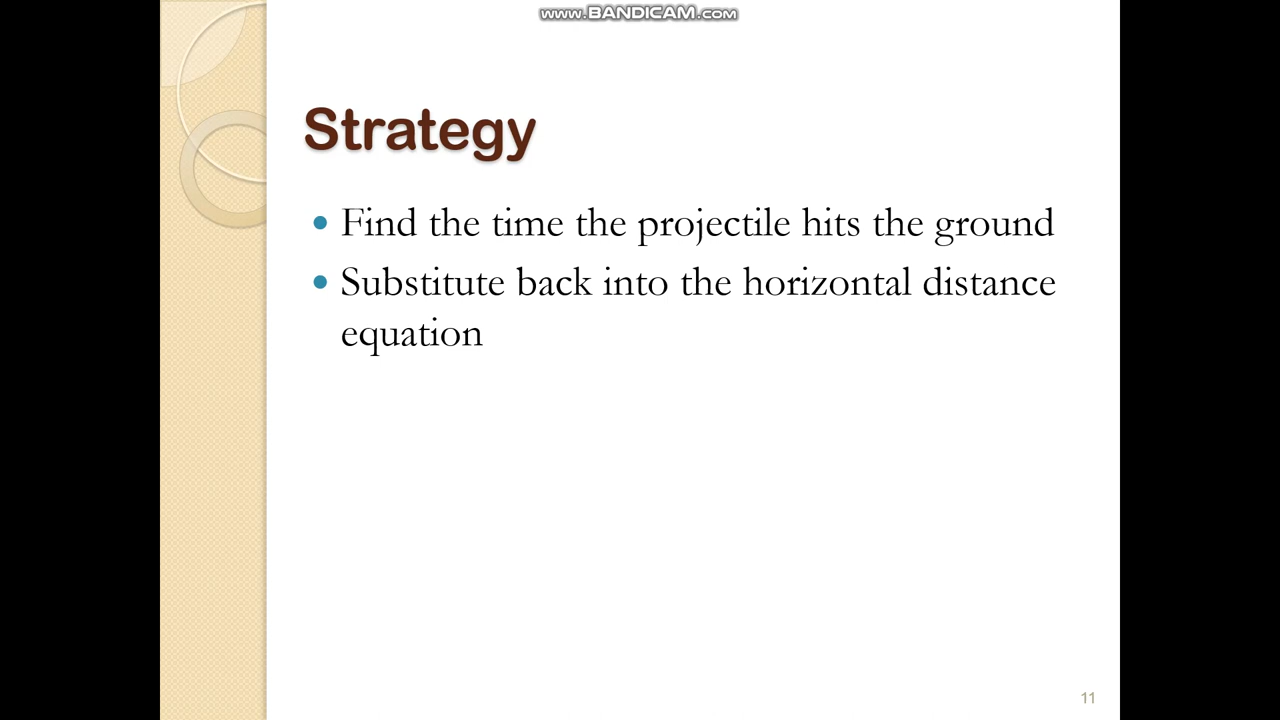 www.BANDICAM.com
Strategy
• Find the time the projectile hits the ground
• Substitute back into the horizontal distance
equation
11